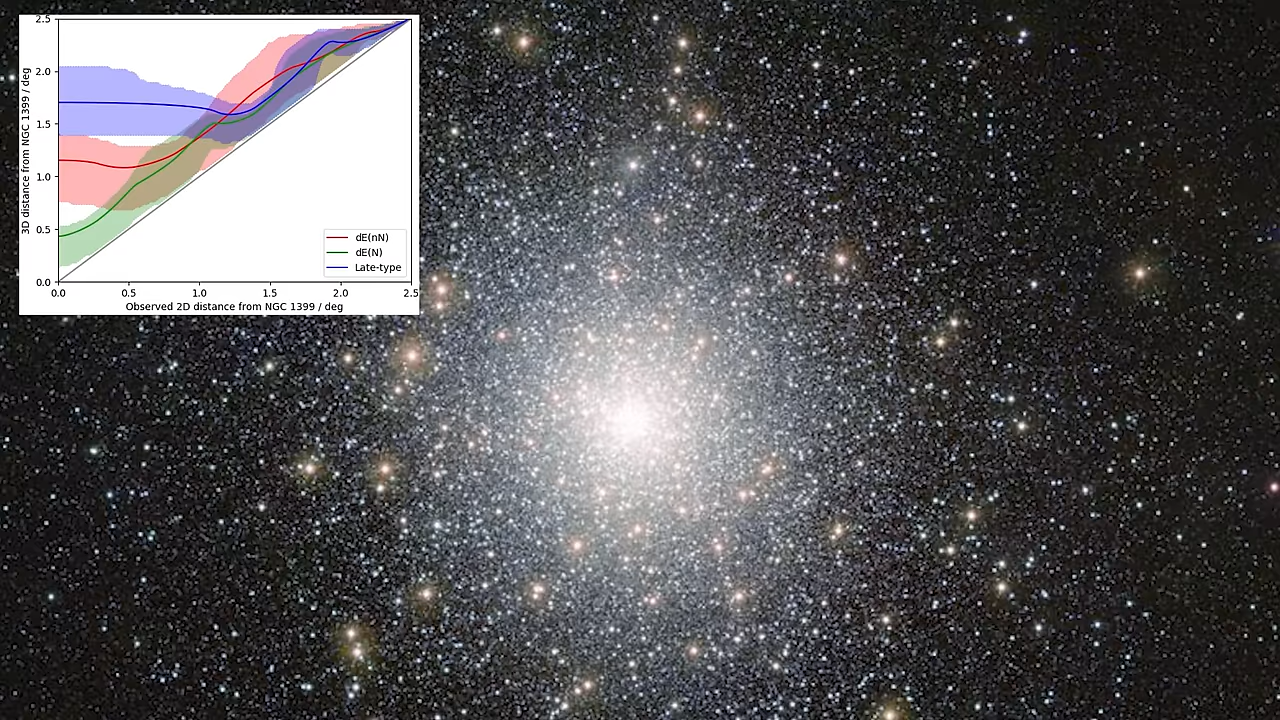 2.5
2.0
1.5
1.0
0.5
0.0
3D distance from NGC 1399 / deg
dE(nN)
dE(N)
Late-type
0.0 0.5 1.0 1.5 2.0 2.5
Observed 2D distance from NGC 1399 / deg